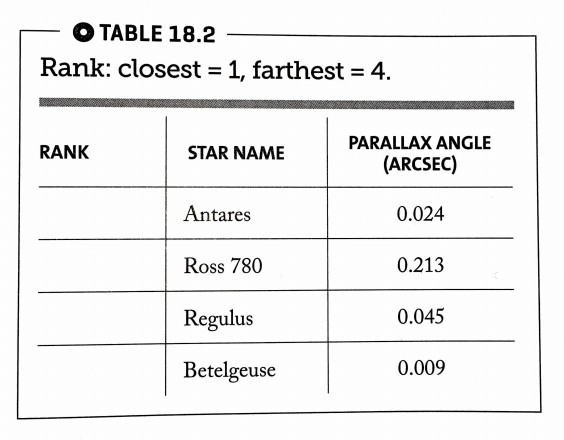 TABLE 18.2
Rank: closest = 1, farthest = 4.
RANK STAR NAME PARALLAX ANGLE (ARCSEC)
Antares 0.024
Ross 780 0.213
Regulus 0.045
Betelgeuse 0.009